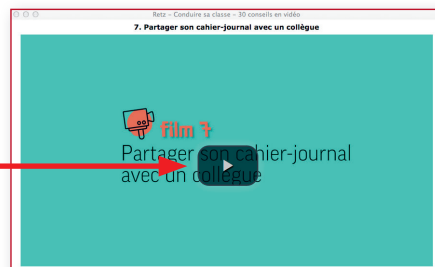 Retz – Conduire sa classe – 30 conseils en vidéo
7. Partager son cahier-journal avec un collègue
film 7
Partager son cahier-journal
avec un collègue